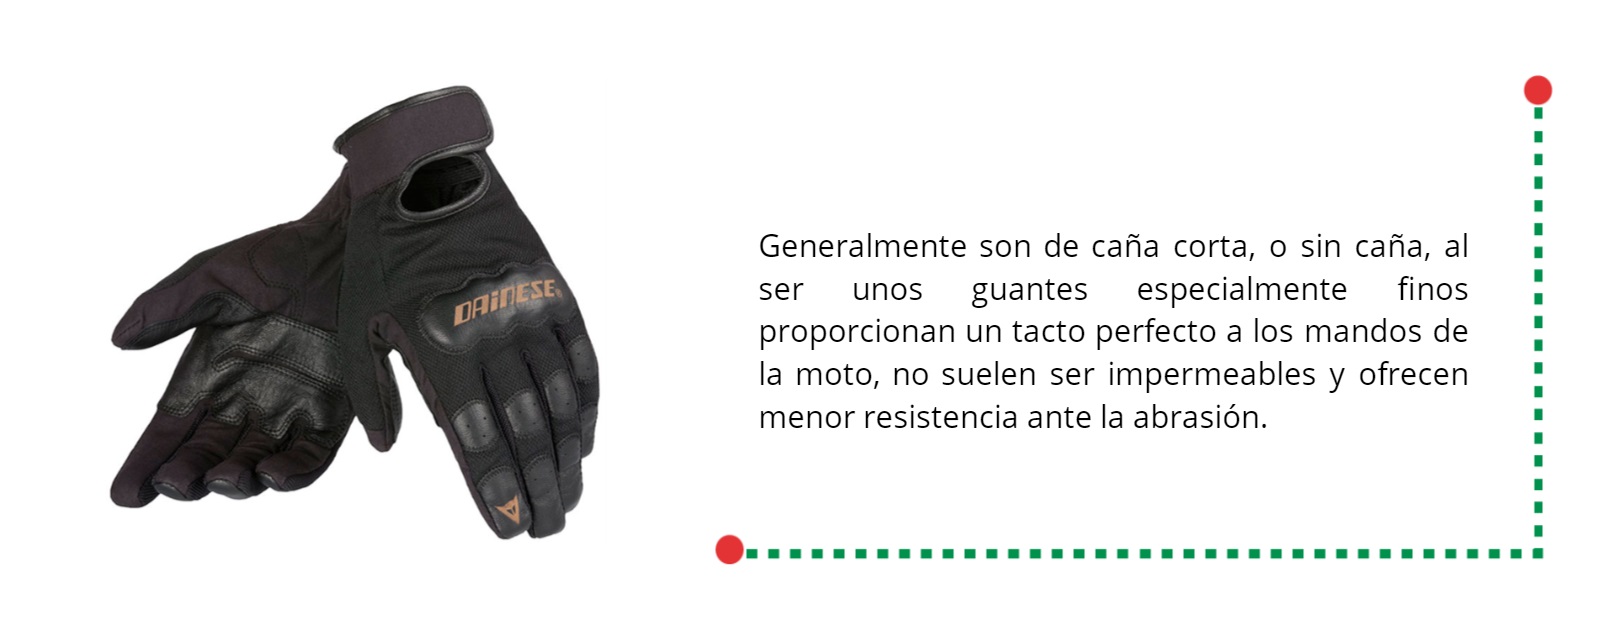 DAINESE
Generalmente son de caña corta, o sin caña, al
ser unos guantes especialmente finos
proporcionan un tacto perfecto a los mandos de
la moto, no suelen ser impermeables y ofrecen
menor resistencia ante la abrasión.